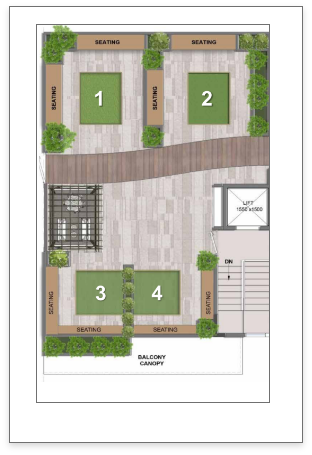 SEATING
SEATING
SEATING
1
SEATING
2
LIFT
1550 x1500
DN
SEATING
3
4
SEATING
SEATING
SEATING
BALCONY
CANOPY